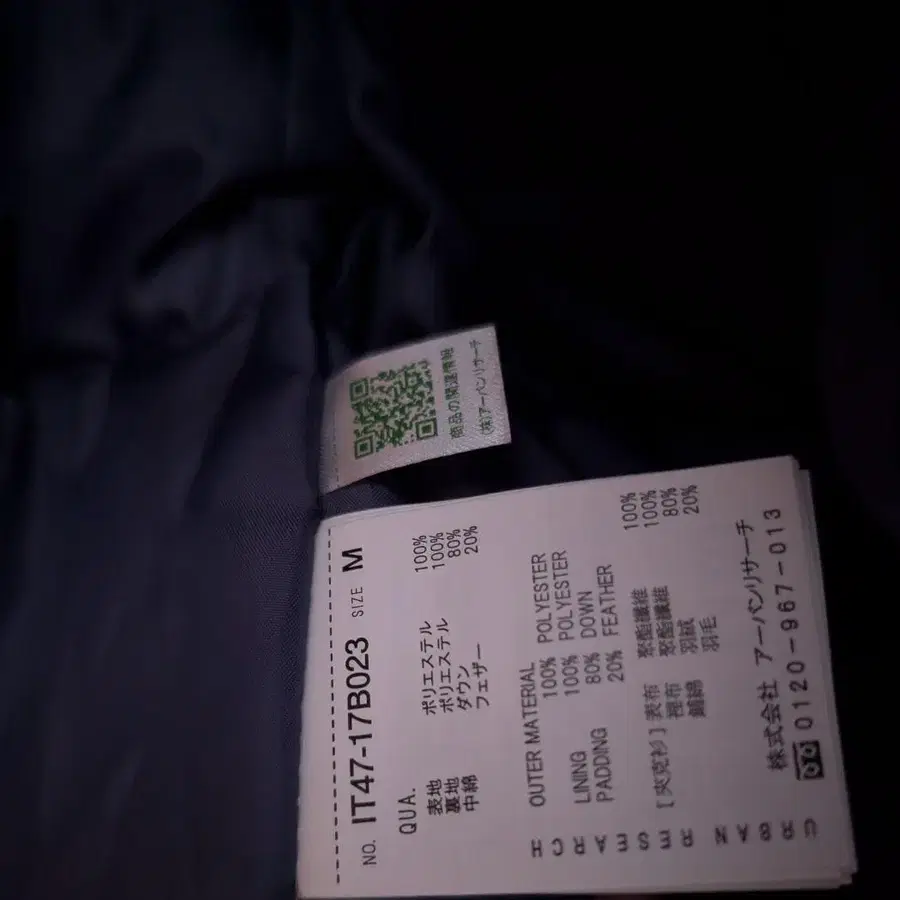 商品の関連情報
(株)アーバンリサーチ
NO. IT47-17B023 SIZE M
QUA.
表地 ポリエステル 100%
裏地 ポリエステル 100%
中綿 ダウン 80%
フェザー 20%
OUTER MATERIAL
100% POLYESTER
LINING 100% POLYESTER
PADDING 80% DOWN
20% FEATHER
[夾克衫] 表布 聚酯纖維 100%
裡布 聚酯纖維 100%
鋪綿 羽絨 80%
羽毛 20%
株式会社 アーバンリサーチ
0120-967-013
URBAN RESEARCH